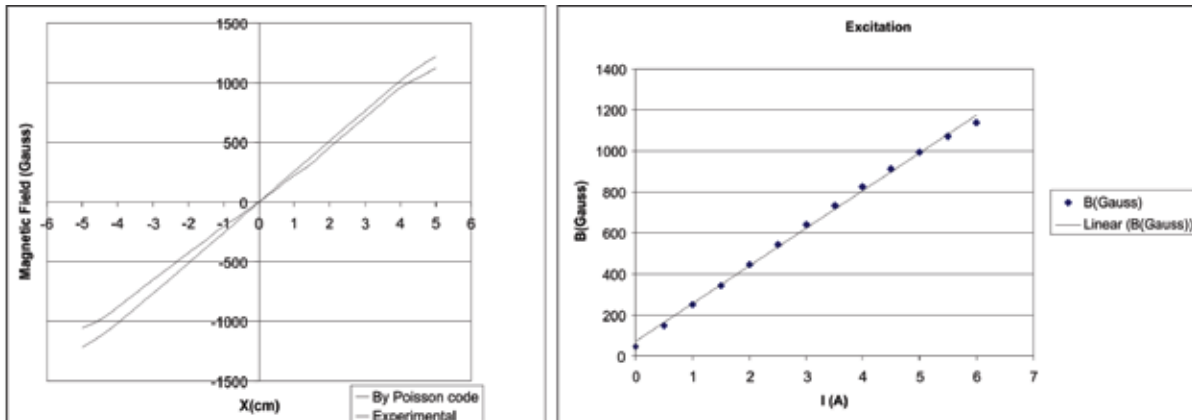 1500
1000
500
0
-500
-1000
-1500
-6 -5 -4 -3 -2 -1 0 1 2 3 4 5 6
Magnetic Field (Gauss)
X(cm)
By Poisson code
Experimental
Excitation
1400
1200
1000
800
600
400
200
0
0 1 2 3 4 5 6 7
B(Gauss)
I (A)
B(Gauss)
Linear (B(Gauss))